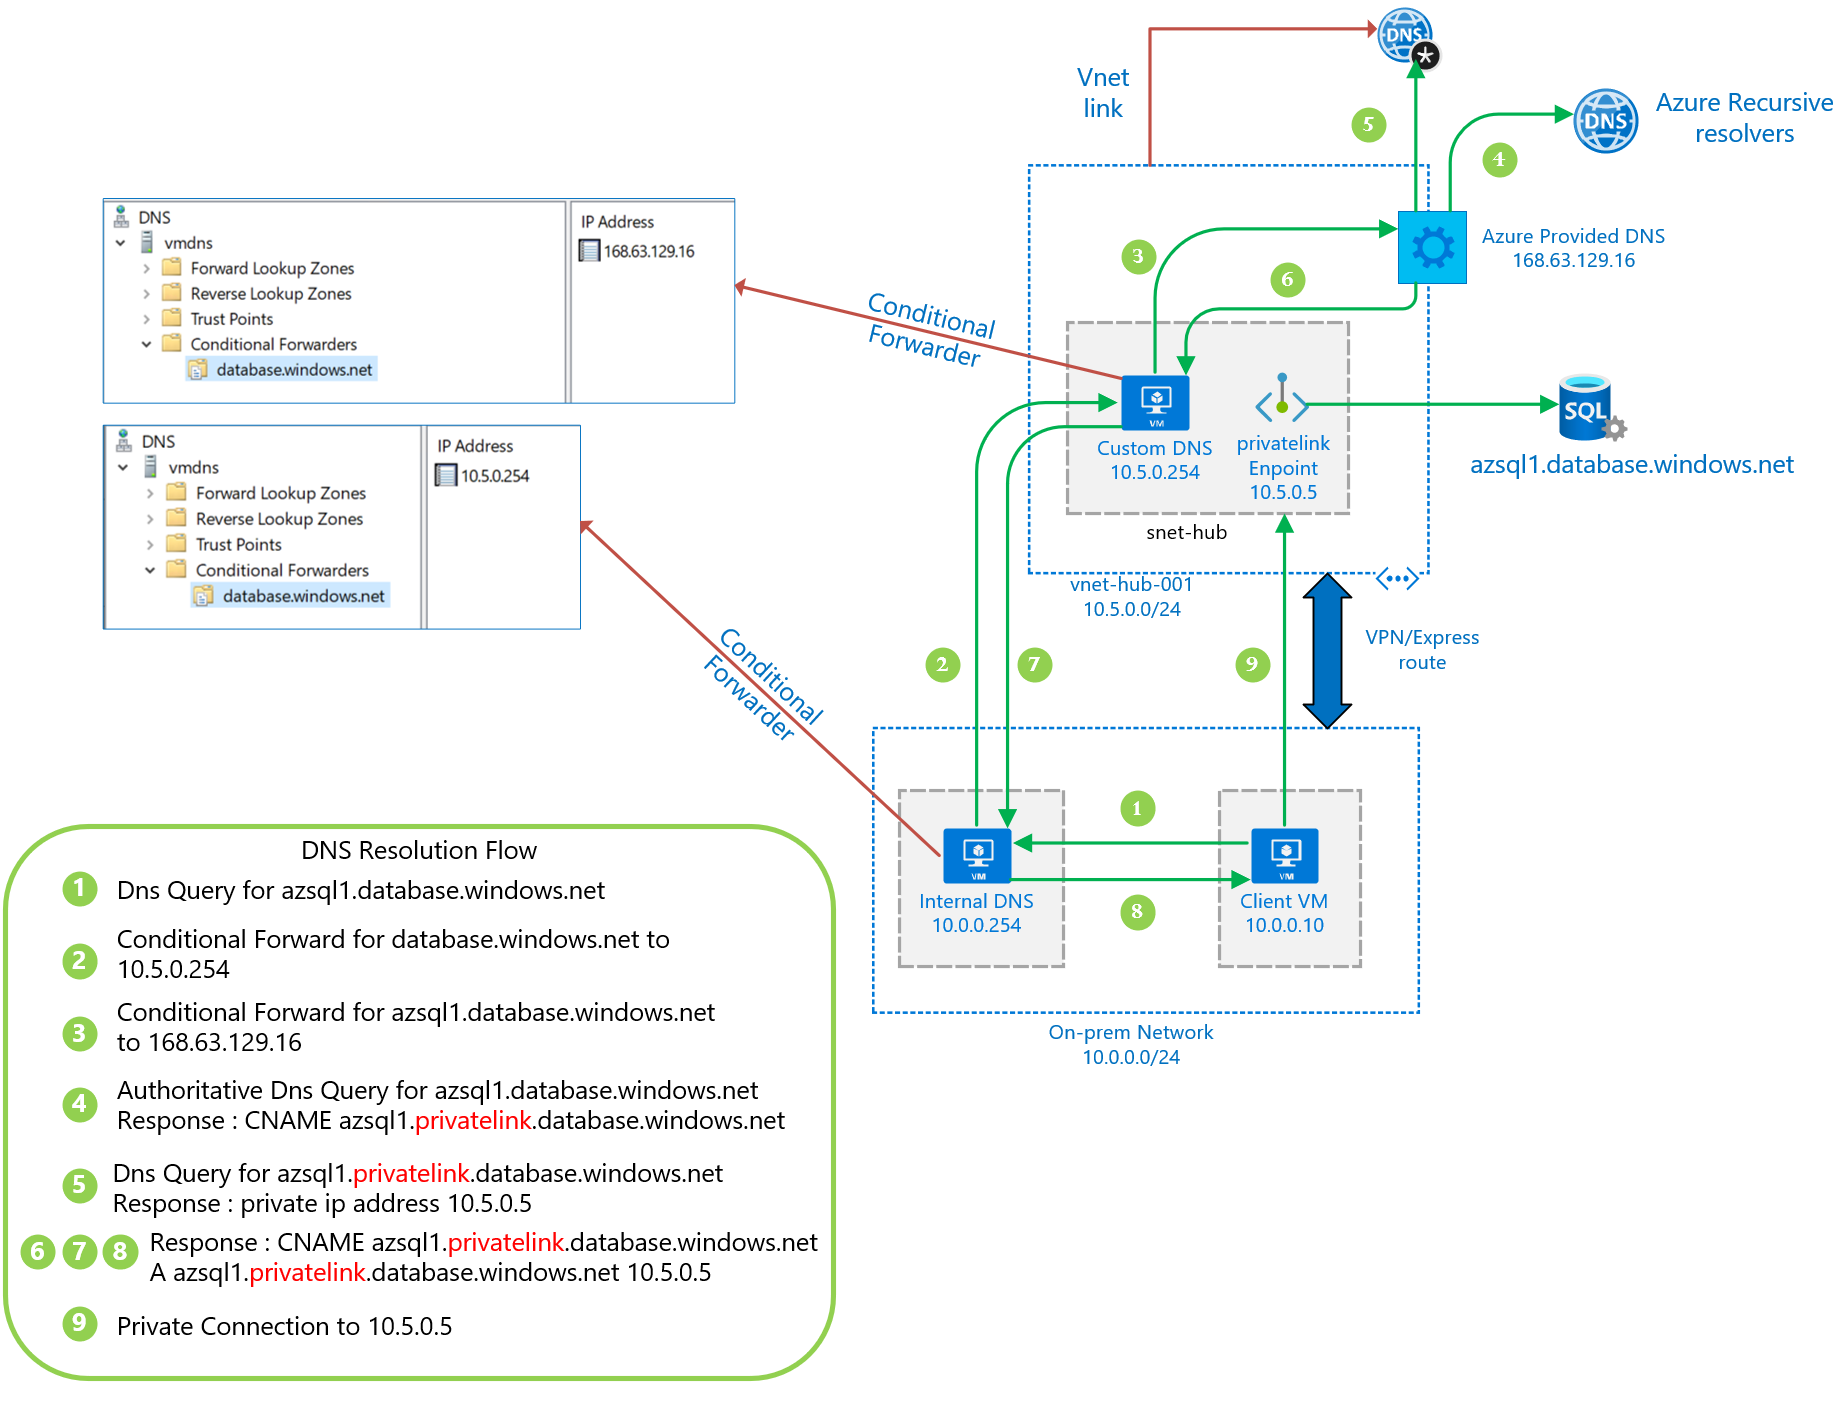 DNS
Vnet
link
5
4
DNS
Azure Recursive
resolvers
DNS
vmdns
Forward Lookup Zones
Reverse Lookup Zones
Trust Points
Conditional Forwarders
database.windows.net
IP Address
168.63.129.16
Conditional
Forwarder
3
6
Azure Provided DNS
168.63.129.16
VM
Custom DNS
10.5.0.254
privatelink
Enpoint
10.5.0.5
SQL
azsql1.database.windows.net
snet-hub
vnet-hub-001
10.5.0.0/24
DNS
vmdns
Forward Lookup Zones
Reverse Lookup Zones
Trust Points
Conditional Forwarders
database.windows.net
IP Address
10.5.0.254
Conditional
Forwarder
2
7
9
VPN/Express
route
1
8
VM
Internal DNS
10.0.0.254
VM
Client VM
10.0.0.10
On-prem Network
10.0.0.0/24
DNS Resolution Flow
1 Dns Query for azsql1.database.windows.net
2 Conditional Forward for database.windows.net to
10.5.0.254
3 Conditional Forward for azsql1.database.windows.net
to 168.63.129.16
4 Authoritative Dns Query for azsql1.database.windows.net
Response : CNAME azsql1.privatelink.database.windows.net
5 Dns Query for azsql1.privatelink.database.windows.net
Response : private ip address 10.5.0.5
6 7 8 Response : CNAME azsql1.privatelink.database.windows.net
A azsql1.privatelink.database.windows.net 10.5.0.5
9 Private Connection to 10.5.0.5